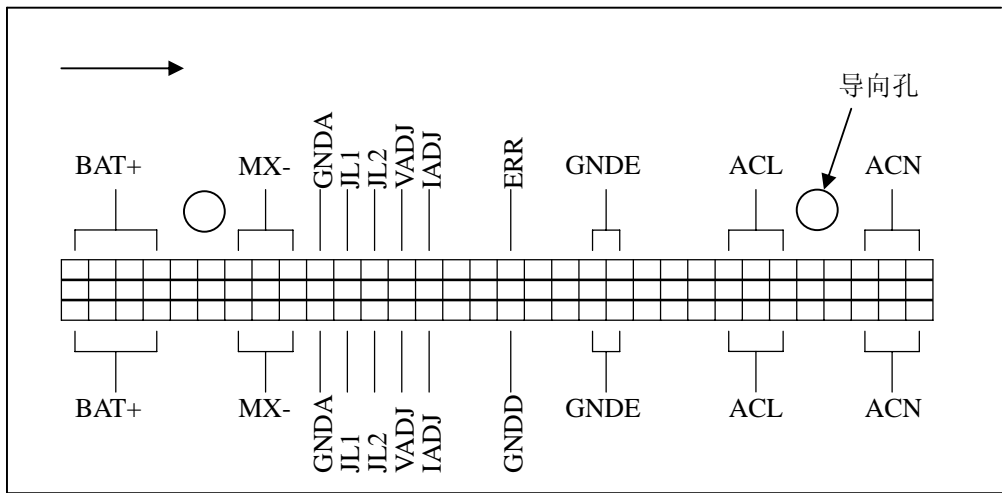 导向孔
BAT+ MX- GNDA JL1 JL2 VADJ IADJ ERR GNDE ACL ACN
BAT+ MX- GNDA JL1 JL2 VADJ IADJ GNDD GNDE ACL ACN